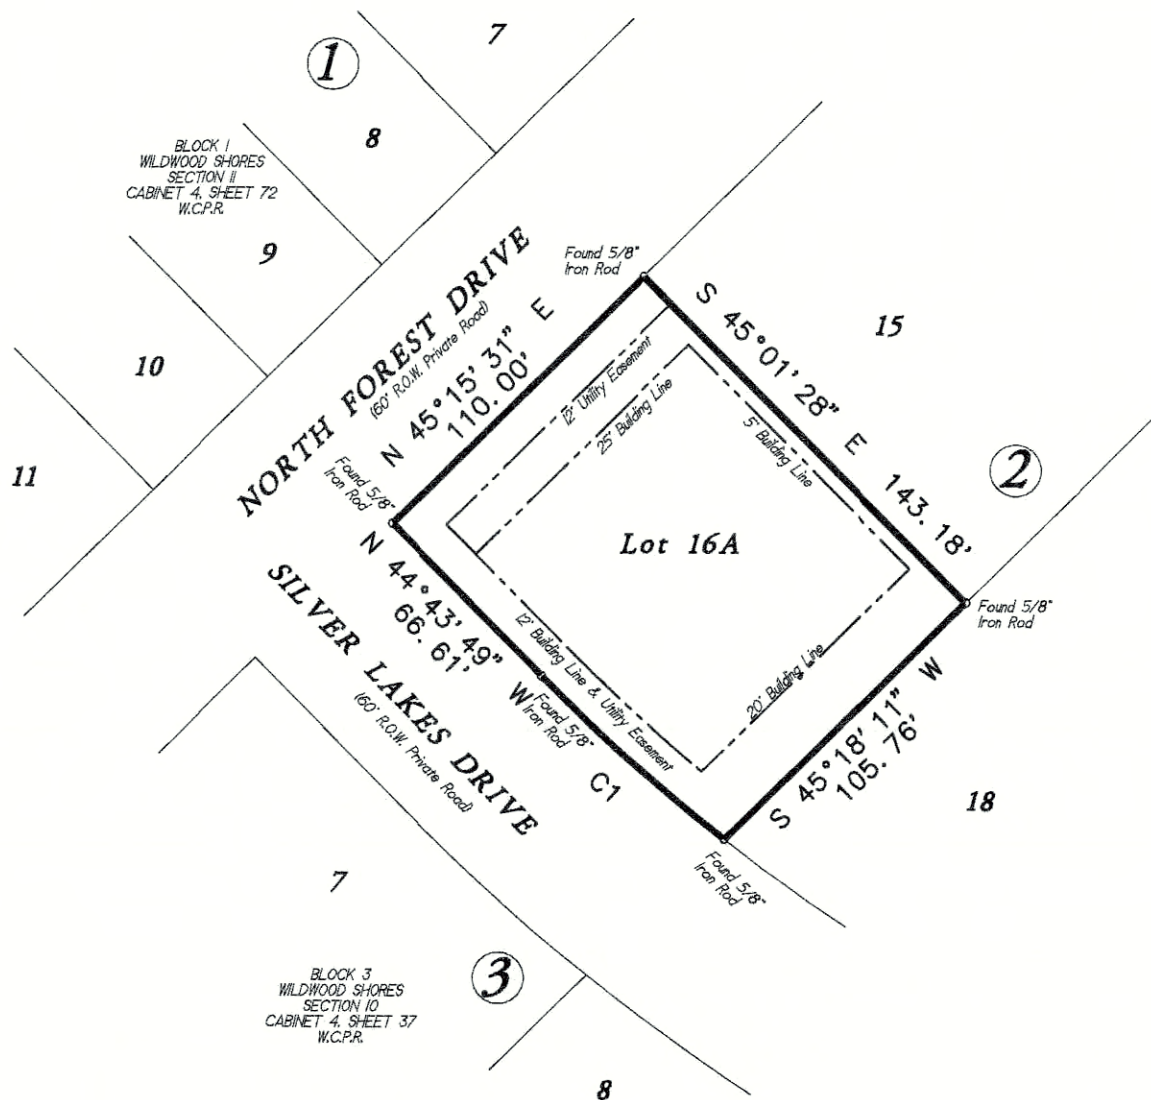 7
1
8
BLOCK 1
WILDWOOD SHORES
SECTION 11
CABINET 4, SHEET 72
W.C.P.R.
9
10
11
NORTH FOREST DRIVE
(60' R.O.W. Private Road)
Found 5/8"
Iron Rod
N 45°15'31" E
110.00'
S 45°01'28" E 143.18'
15
12' Utility Easement
25' Building Line
5' Building Line
2
Found 5/8"
Iron Rod
Lot 16A
N 44°43'49" W
66.61'
SILVER LAKES DRIVE
(60' R.O.W. Private Road)
12' Building Line & Utility Easement
20' Building Line
Found 5/8"
Iron Rod
Found 5/8"
Iron Rod
C1
S 45°18'11" W
105.76'
18
Found 5/8"
Iron Rod
7
3
BLOCK 3
WILDWOOD SHORES
SECTION 10
CABINET 4, SHEET 37
W.C.P.R.
8